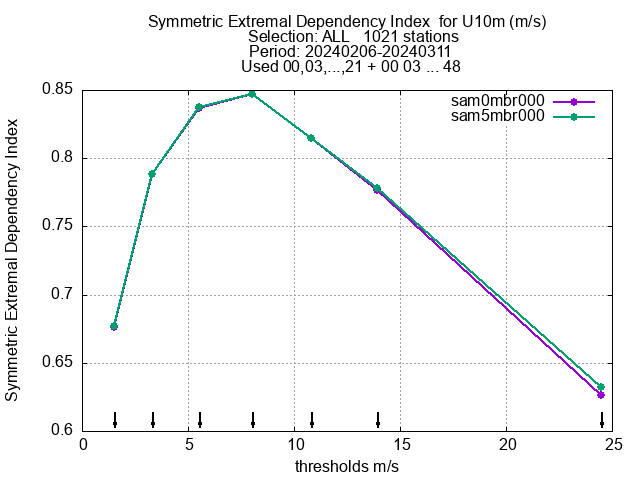 Symmetric Extremal Dependency Index  for U10m (m/s)
Selection: ALL   1021 stations
Period: 20240206-20240311
Used 00,03,...,21 + 00 03 ... 48
sam0mbr000
sam5mbr000
Symmetric Extremal Dependency Index
0.85
0.8
0.75
0.7
0.65
0.6
0 5 10 15 20 25
thresholds m/s